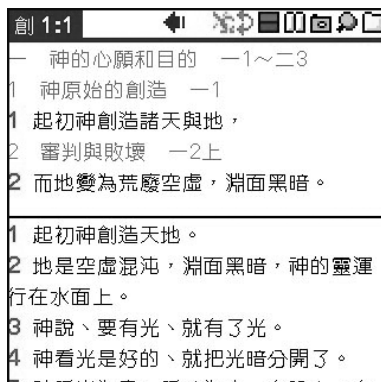 創 1:1
一 神的心願和目的 一1～二3
1 神原始的創造 一1
1 起初神創造諸天與地，
2 審判與敗壞 一2上
2 而地變為荒廢空虛，淵面黑暗。
1 起初神創造天地。
2 地是空虛混沌，淵面黑暗，神的靈運
行在水面上。
3 神說、要有光、就有了光。
4 神看光是好的、就把光暗分開了。